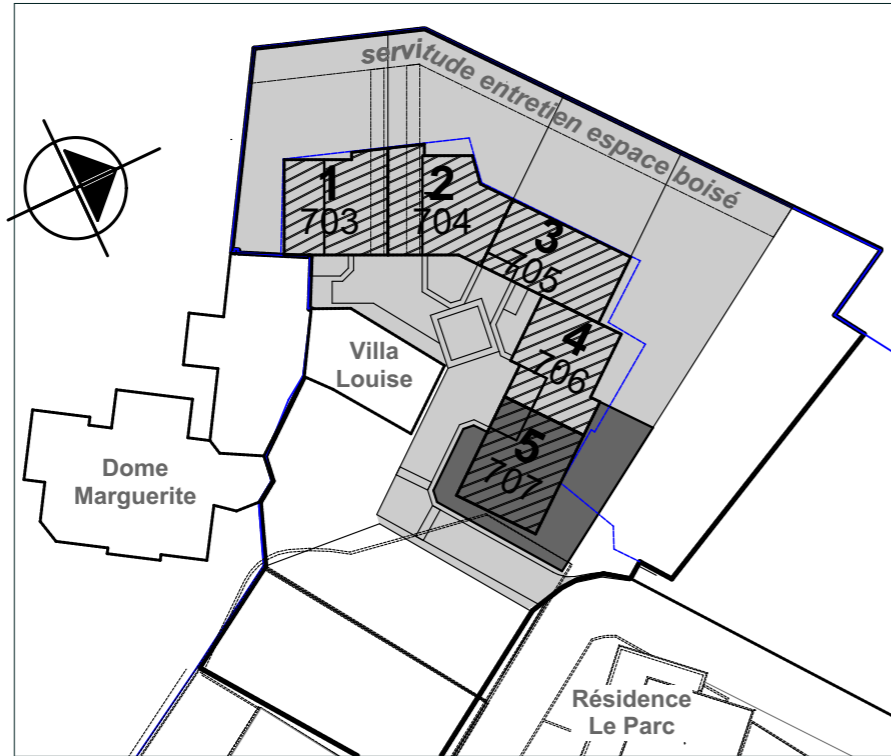 servitude entretien espace boisé
1
703
2
704
3
705
4
706
5
707
Villa
Louise
Dome
Marguerite
Résidence
Le Parc